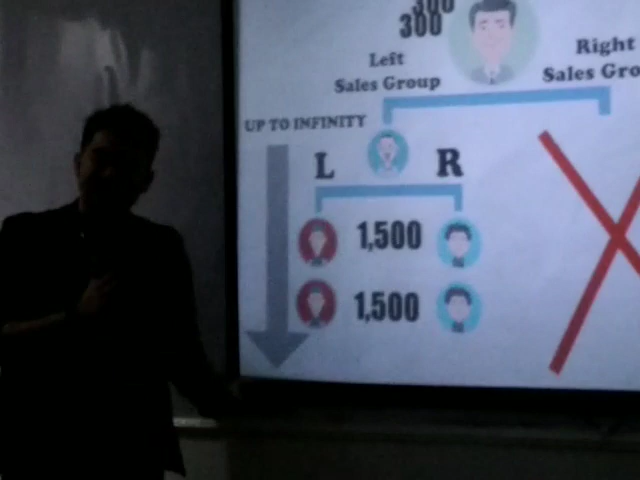 300
300
Left
Sales Group
Right
Sales Gro
UP TO INFINITY
L
R
1,500
1,500